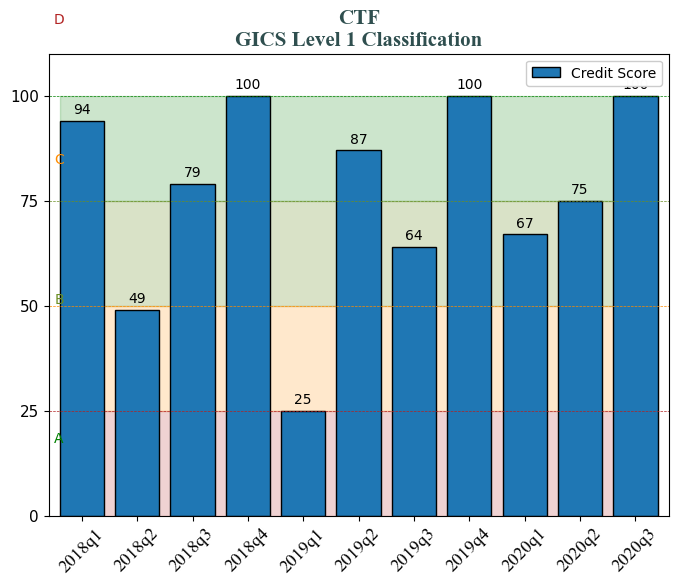 D
CTF
GICS Level 1 Classification
Credit Score
100
75
50
25
0
C
B
A
94
49
79
100
25
87
64
100
67
75
100
2018q1
2018q2
2018q3
2018q4
2019q1
2019q2
2019q3
2019q4
2020q1
2020q2
2020q3